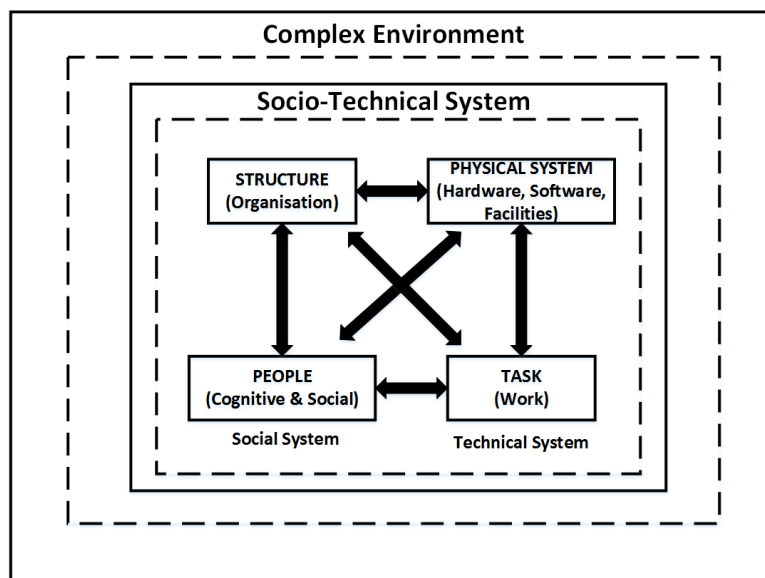 Complex Environment
Socio-Technical System
STRUCTURE
(Organisation)
PHYSICAL SYSTEM
(Hardware, Software,
Facilities)
PEOPLE
(Cognitive & Social)
TASK
(Work)
Social System
Technical System